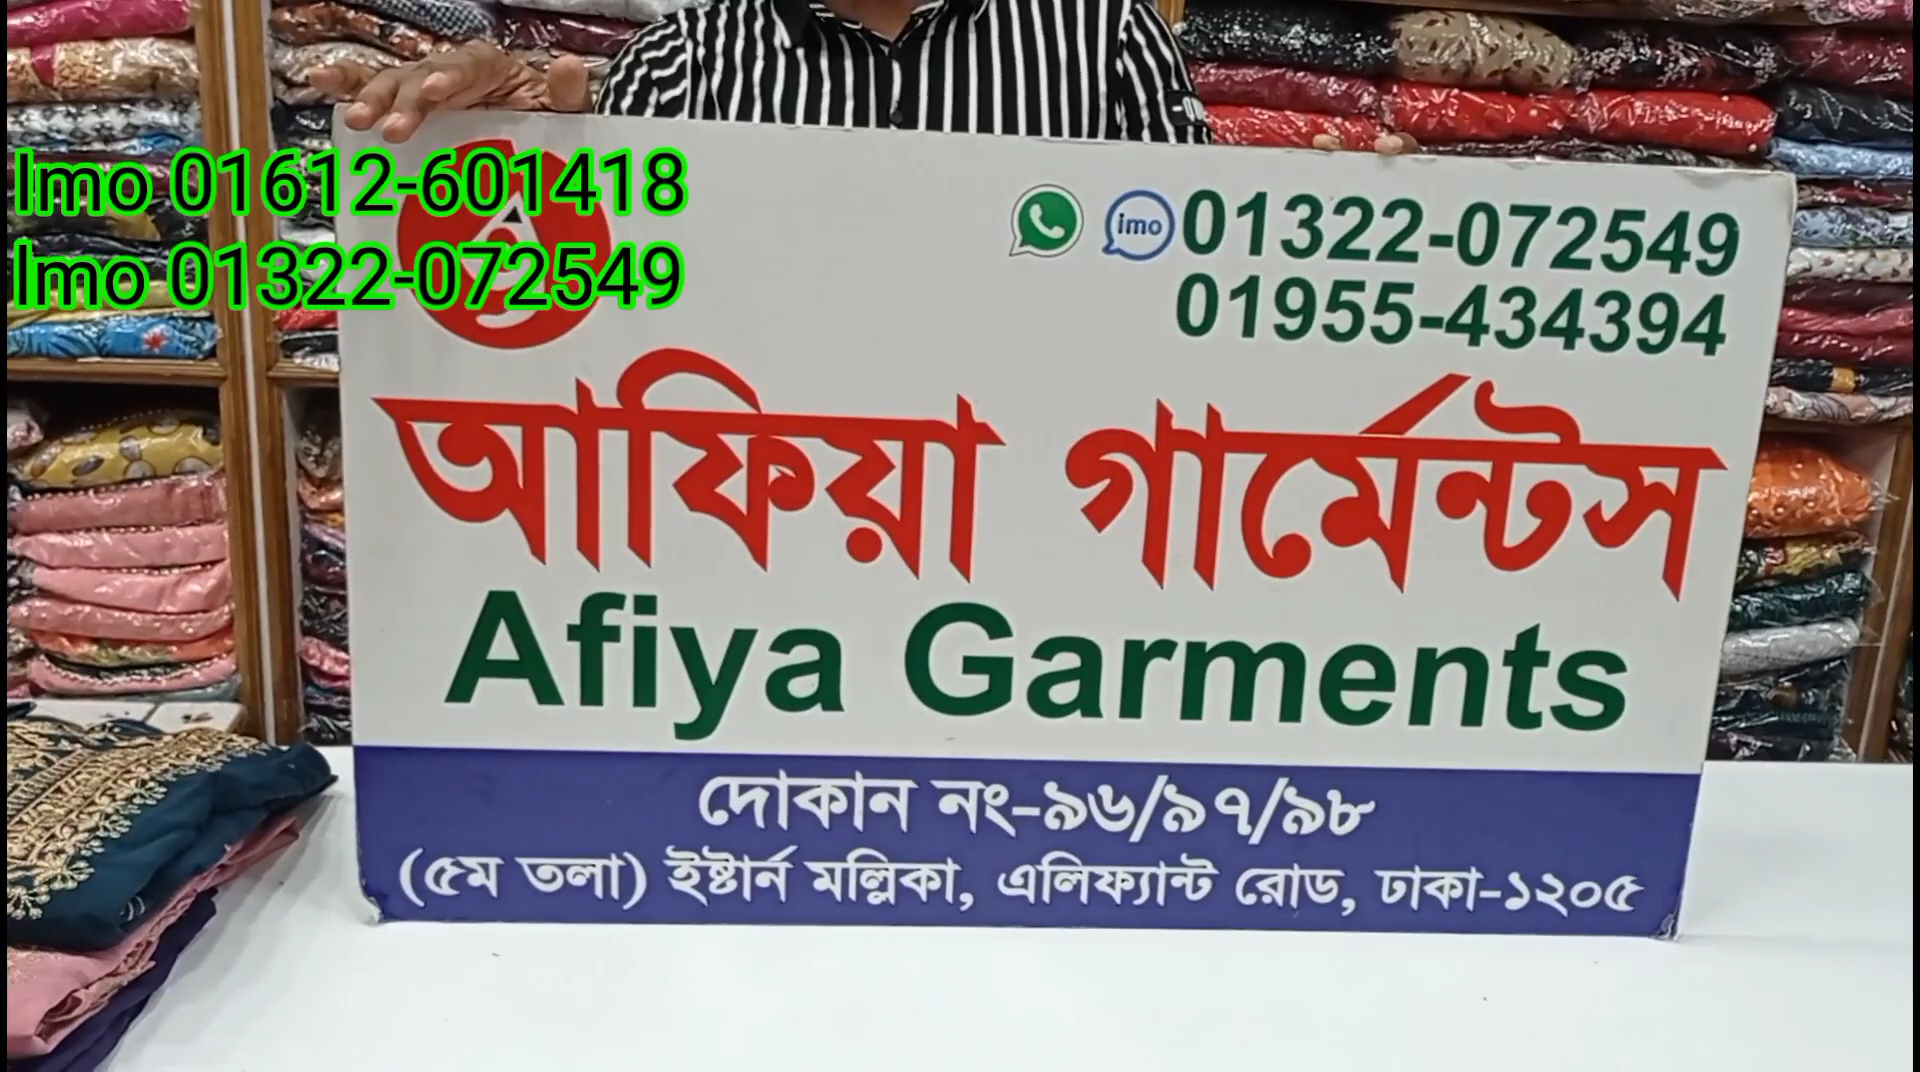 Imo 01612-601418
Imo 01322-072549
imo 01322-072549
01955-434394
আফিয়া গার্মেন্টস
Afiya Garments
দোকান নং-৯৬/৯৭/৯৮
(৫ম তলা) ইষ্টার্ন মল্লিকা, এলিফ্যান্ট রোড, ঢাকা-১২০৫